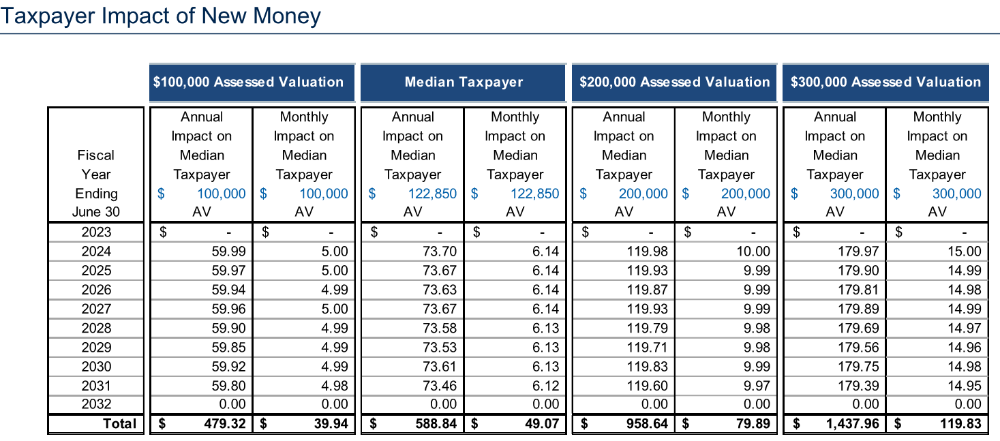 Taxpayer Impact of New Money
$100,000 Assessed Valuation Median Taxpayer $200,000 Assessed Valuation $300,000 Assessed Valuation
Annual Monthly Annual Monthly Annual Monthly Annual Monthly
Impact on Impact on Impact on Impact on Impact on Impact on Impact on Impact on
Fiscal Median Median Median Median Median Median Median Median
Year Taxpayer Taxpayer Taxpayer Taxpayer Taxpayer Taxpayer Taxpayer Taxpayer
Ending $ 100,000 $ 100,000 $ 122,850 $ 122,850 $ 200,000 $ 200,000 $ 300,000 $ 300,000
June 30 AV AV AV AV AV AV AV AV
2023 $ - $ - $ - $ - $ - $ - $ - $ -
2024 59.99 5.00 73.70 6.14 119.98 10.00 179.97 15.00
2025 59.97 5.00 73.67 6.14 119.93 9.99 179.90 14.99
2026 59.94 4.99 73.63 6.14 119.87 9.99 179.81 14.98
2027 59.96 5.00 73.67 6.14 119.93 9.99 179.89 14.99
2028 59.90 4.99 73.58 6.13 119.79 9.98 179.69 14.97
2029 59.85 4.99 73.53 6.13 119.71 9.98 179.56 14.96
2030 59.92 4.99 73.61 6.13 119.83 9.99 179.75 14.98
2031 59.80 4.98 73.46 6.12 119.60 9.97 179.39 14.95
2032 0.00 0.00 0.00 0.00 0.00 0.00 0.00 0.00
Total $ 479.32 $ 39.94 $ 588.84 $ 49.07 $ 958.64 $ 79.89 $ 1,437.96 $ 119.83